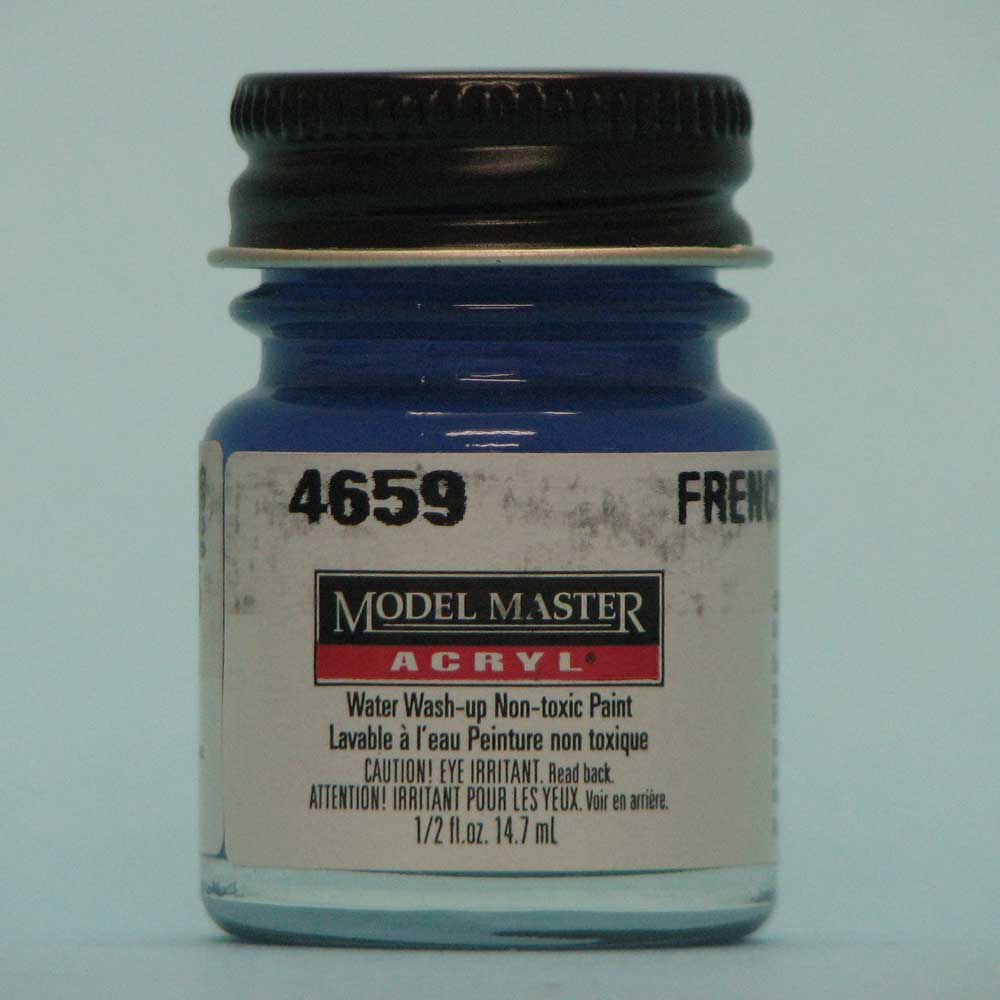 4659 FRENC
MODEL MASTER
ACRYL®
Water Wash-up Non-toxic Paint
Lavable à l'eau Peinture non toxique
CAUTION! EYE IRRITANT. Read back.
ATTENTION! IRRITANT POUR LES YEUX. Voir en arrière.
1/2 fl.oz. 14.7 mL